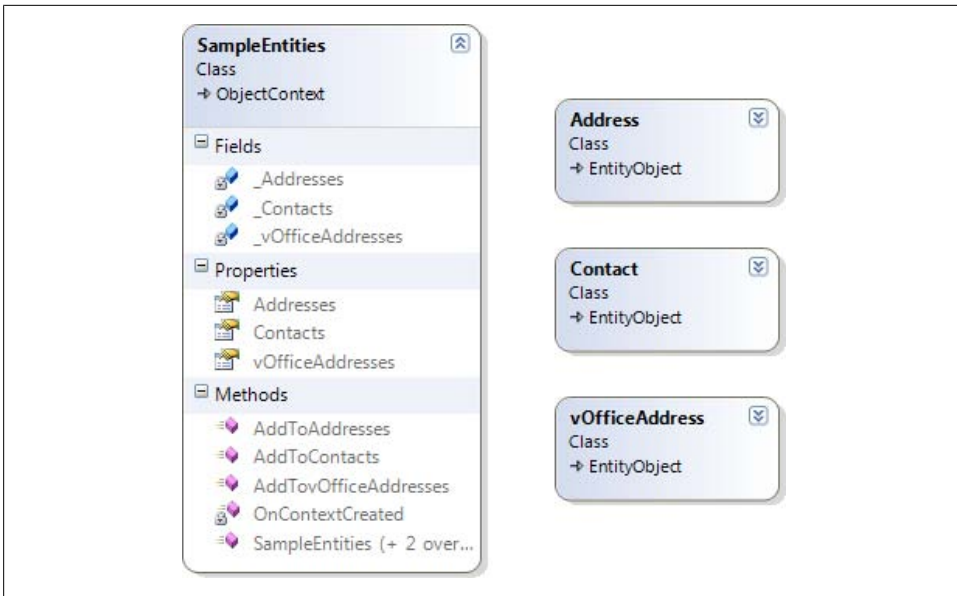 SampleEntities
Class
ObjectContext
Fields
_Addresses
_Contacts
_vOfficeAddresses
Properties
Addresses
Contacts
vOfficeAddresses
Methods
AddToAddresses
AddToContacts
AddTovOfficeAddresses
OnContextCreated
SampleEntities (+ 2 over...
Address
Class
EntityObject
Contact
Class
EntityObject
vOfficeAddress
Class
EntityObject